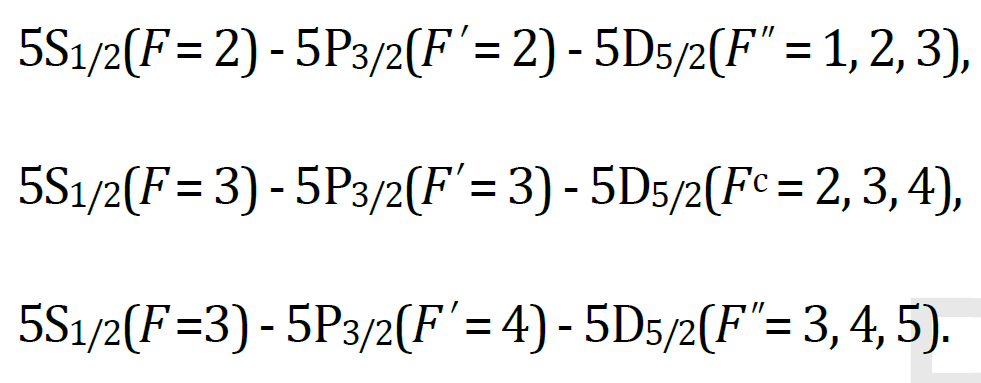 5S1/2(F = 2) - 5P3/2(F′ = 2) - 5D5/2(F″ = 1, 2, 3),
5S1/2(F = 3) - 5P3/2(F′ = 3) - 5D5/2(Fc = 2, 3, 4),
5S1/2(F =3) - 5P3/2(F′ = 4) - 5D5/2(F″= 3, 4, 5).